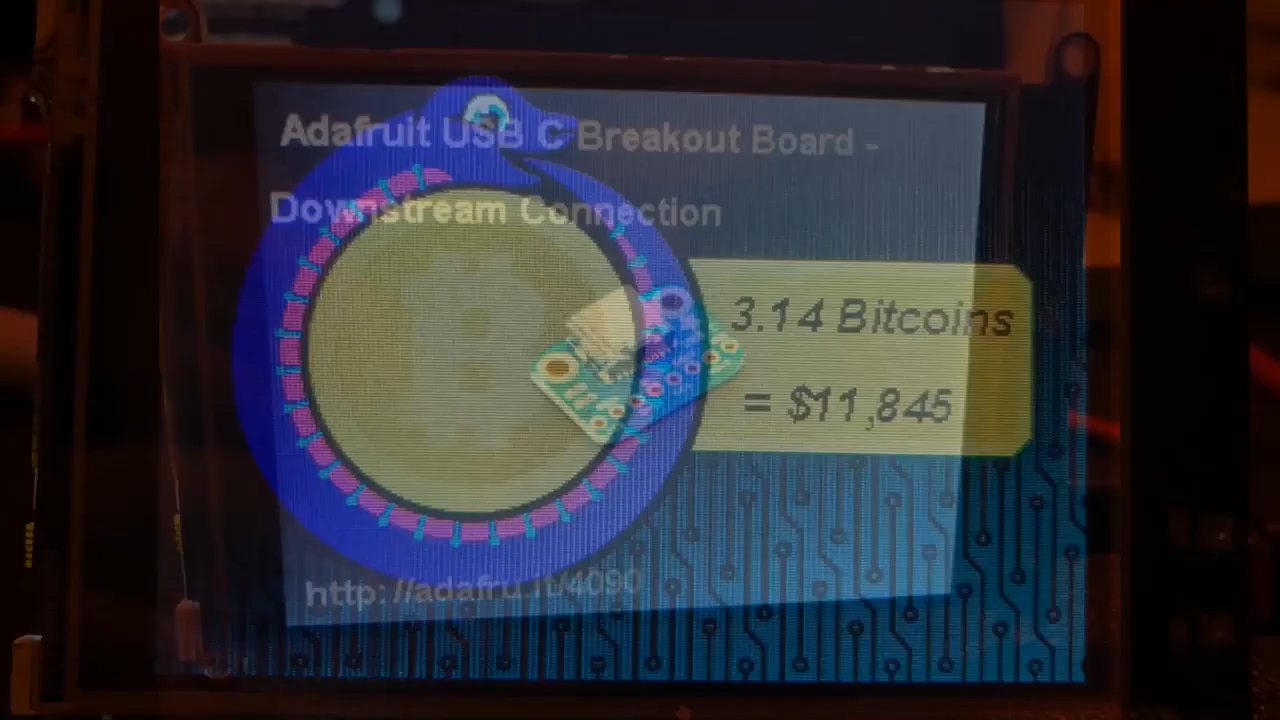 Adafruit USB C Breakout Board -
Downstream Connection
3.14 Bitcoins
= $11,845
http://adafru.it/4090